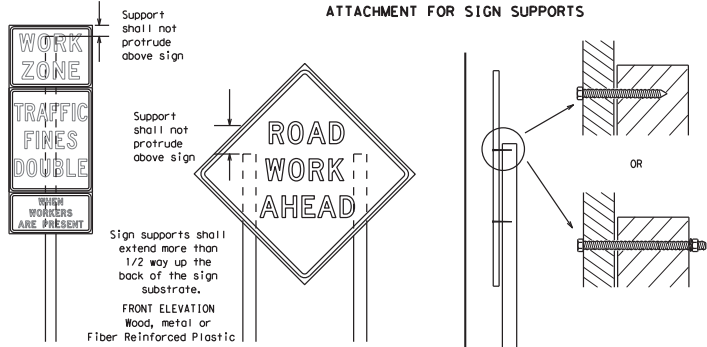 ATTACHMENT FOR SIGN SUPPORTS
Support
shall not
protrude
above sign
WORK
ZONE
TRAFFIC
FINES
DOUBLE
WHEN
WORKERS
ARE PRESENT
Support
shall not
protrude
above sign
ROAD
WORK
AHEAD
Sign supports shall
extend more than
1/2 way up the
back of the sign
substrate.
FRONT ELEVATION
Wood, metal or
Fiber Reinforced Plastic
OR